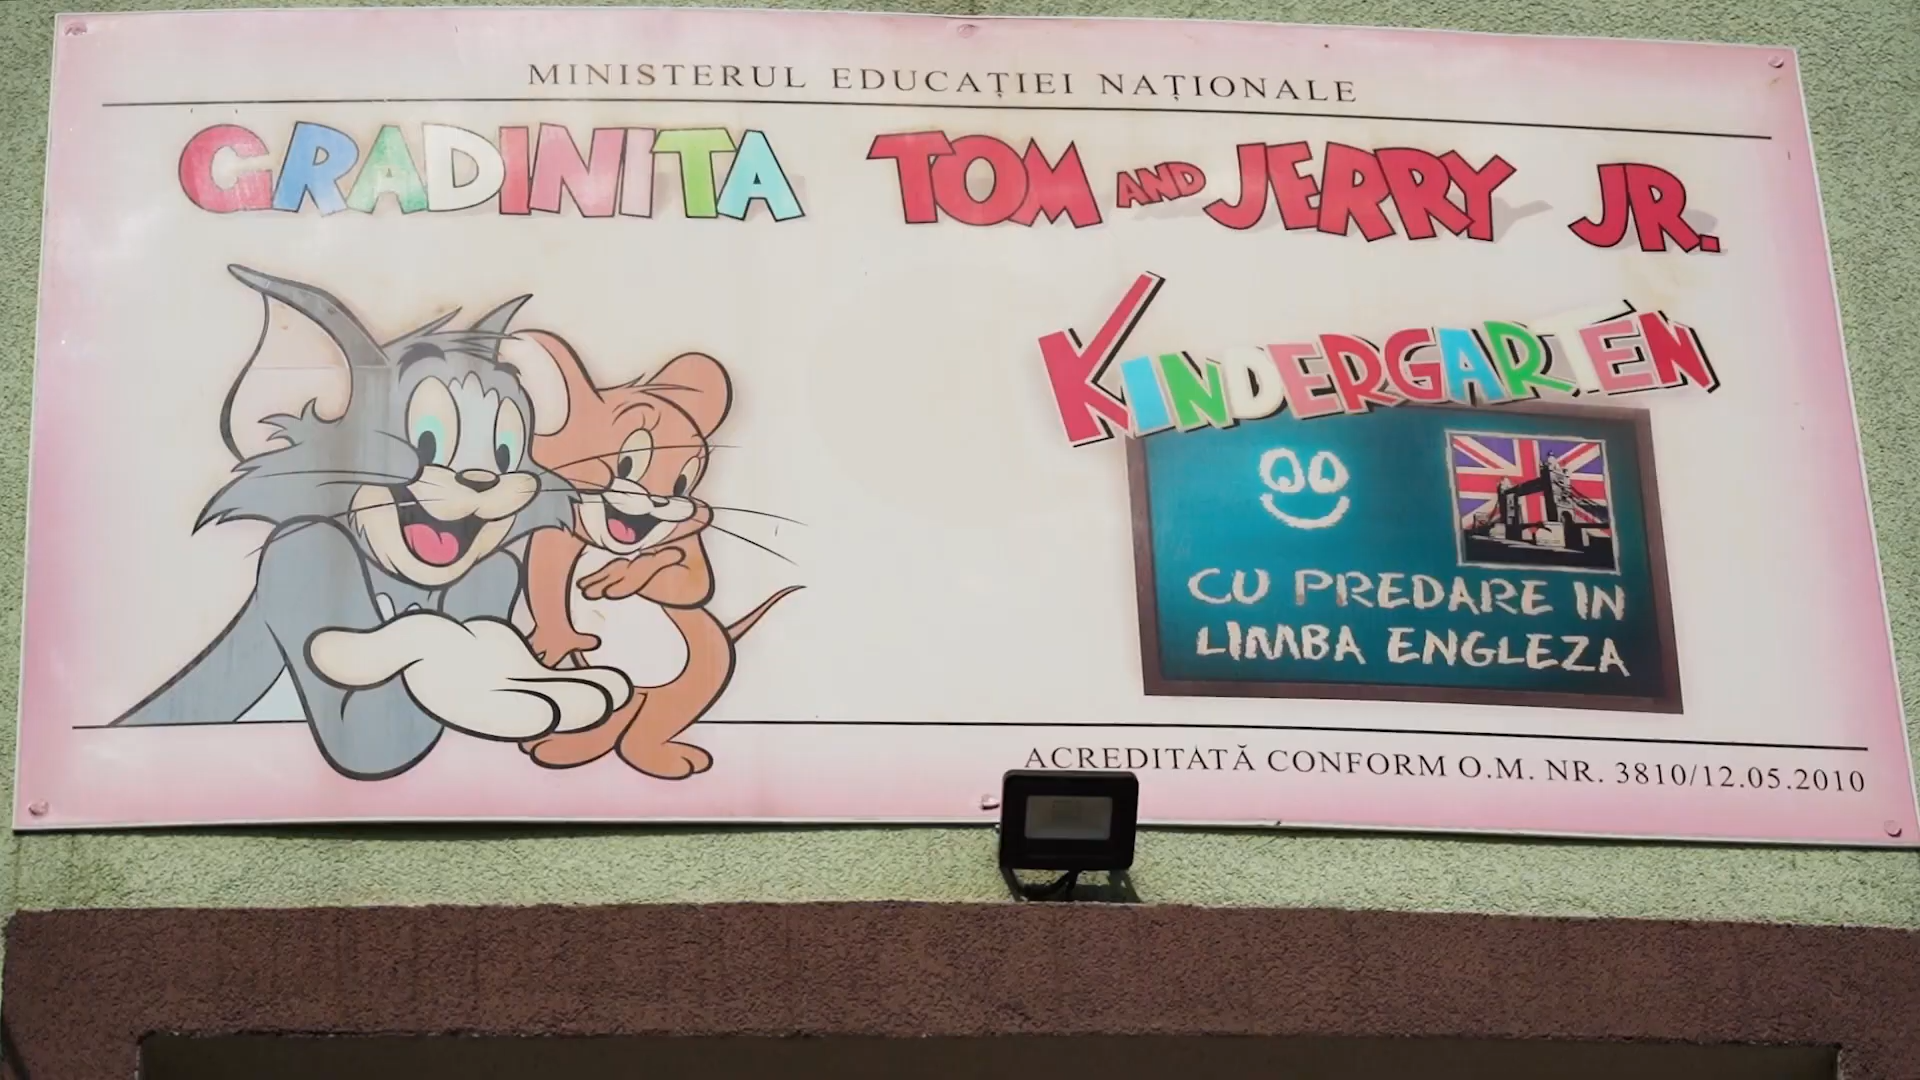 MINISTERUL EDUCAȚIEI NAȚIONALE
GRADINITA TOM AND JERRY JR.
KINDERGARTEN
CU PREDARE IN
LIMBA ENGLEZA
ACREDITATĂ CONFORM O.M. NR. 3810/12.05.2010